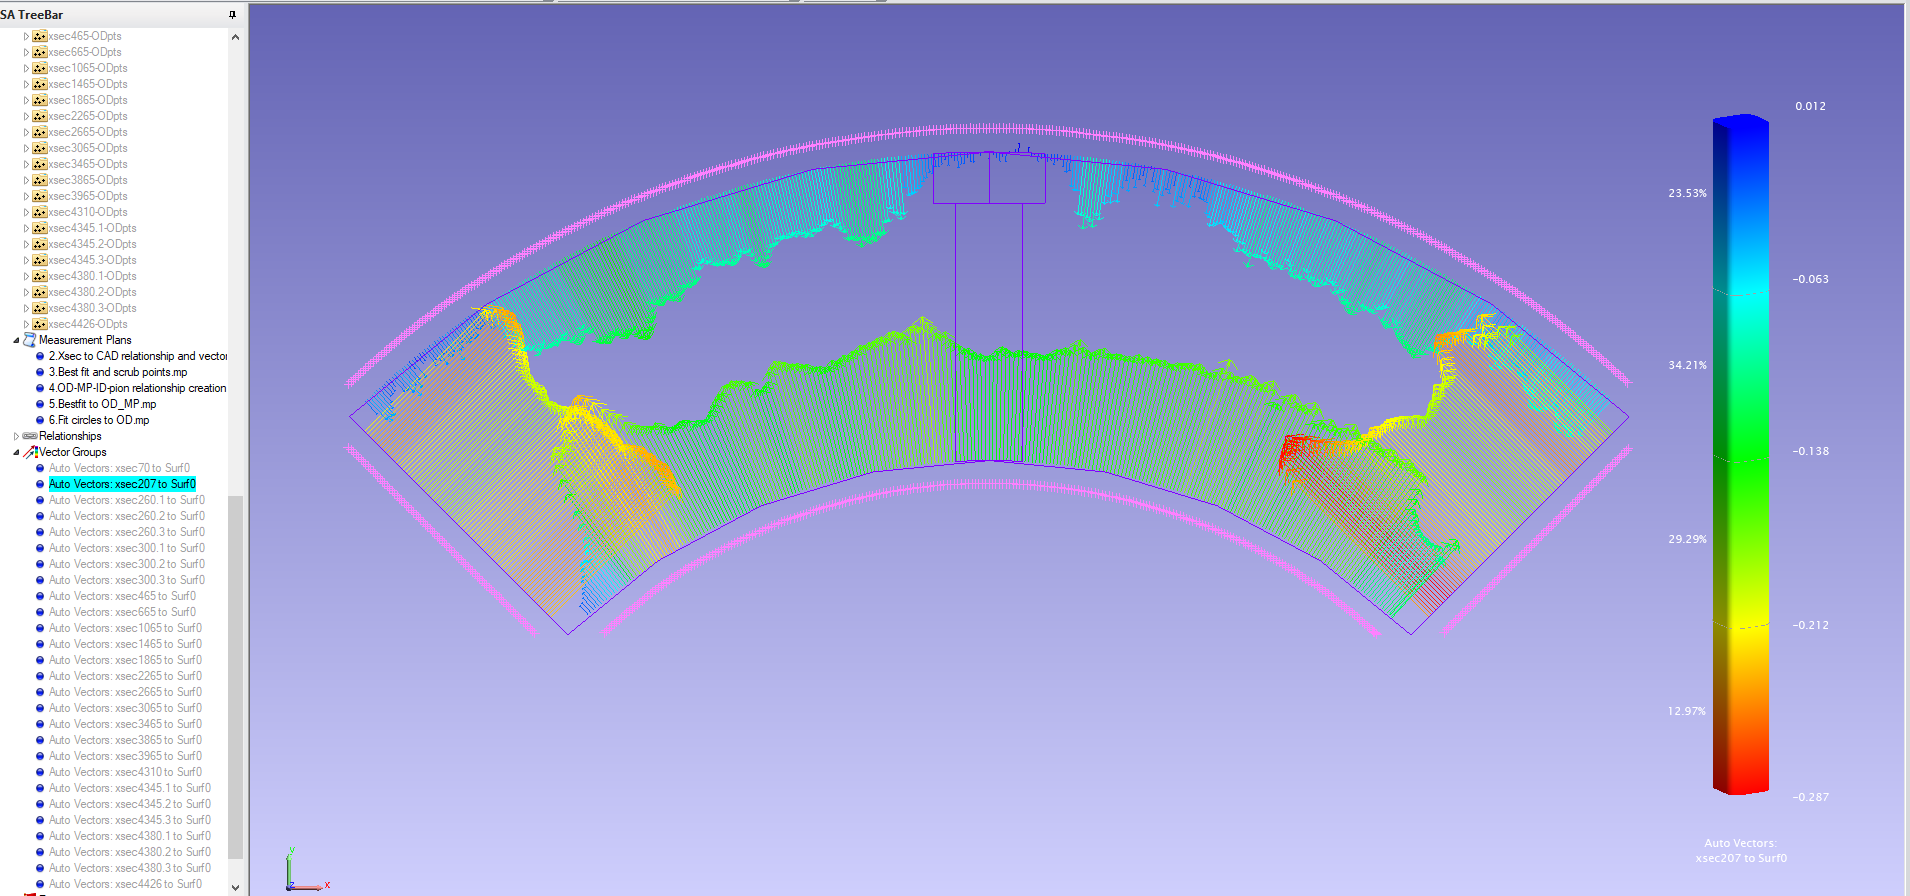 SA TreeBar
xsec465-ODpts
xsec665-ODpts
xsec1065-ODpts
xsec1465-ODpts
xsec1865-ODpts
xsec2265-ODpts
xsec2665-ODpts
xsec3065-ODpts
xsec3465-ODpts
xsec3865-ODpts
xsec3965-ODpts
xsec4310-ODpts
xsec4345.1-ODpts
xsec4345.2-ODpts
xsec4345.3-ODpts
xsec4380.1-ODpts
xsec4380.2-ODpts
xsec4380.3-ODpts
xsec4426-ODpts
Measurement Plans
2.Xsec to CAD relationship and vector
3.Best fit and scrub points.mp
4.OD-MP-ID-pion relationship creation
5.Bestfit to OD_MP.mp
6.Fit circles to OD.mp
Relationships
Vector Groups
Auto Vectors: xsec70 to Surf0
Auto Vectors: xsec207 to Surf0
Auto Vectors: xsec260.1 to Surf0
Auto Vectors: xsec260.2 to Surf0
Auto Vectors: xsec260.3 to Surf0
Auto Vectors: xsec300.1 to Surf0
Auto Vectors: xsec300.2 to Surf0
Auto Vectors: xsec300.3 to Surf0
Auto Vectors: xsec465 to Surf0
Auto Vectors: xsec665 to Surf0
Auto Vectors: xsec1065 to Surf0
Auto Vectors: xsec1465 to Surf0
Auto Vectors: xsec1865 to Surf0
Auto Vectors: xsec2265 to Surf0
Auto Vectors: xsec2665 to Surf0
Auto Vectors: xsec3065 to Surf0
Auto Vectors: xsec3465 to Surf0
Auto Vectors: xsec3865 to Surf0
Auto Vectors: xsec3965 to Surf0
Auto Vectors: xsec4310 to Surf0
Auto Vectors: xsec4345.1 to Surf0
Auto Vectors: xsec4345.2 to Surf0
Auto Vectors: xsec4345.3 to Surf0
Auto Vectors: xsec4380.1 to Surf0
Auto Vectors: xsec4380.2 to Surf0
Auto Vectors: xsec4380.3 to Surf0
Auto Vectors: xsec4426 to Surf0
y
z
x
0.012
23.53%
-0.063
34.21%
-0.138
29.29%
-0.212
12.97%
-0.287
Auto Vectors:
xsec207 to Surf0